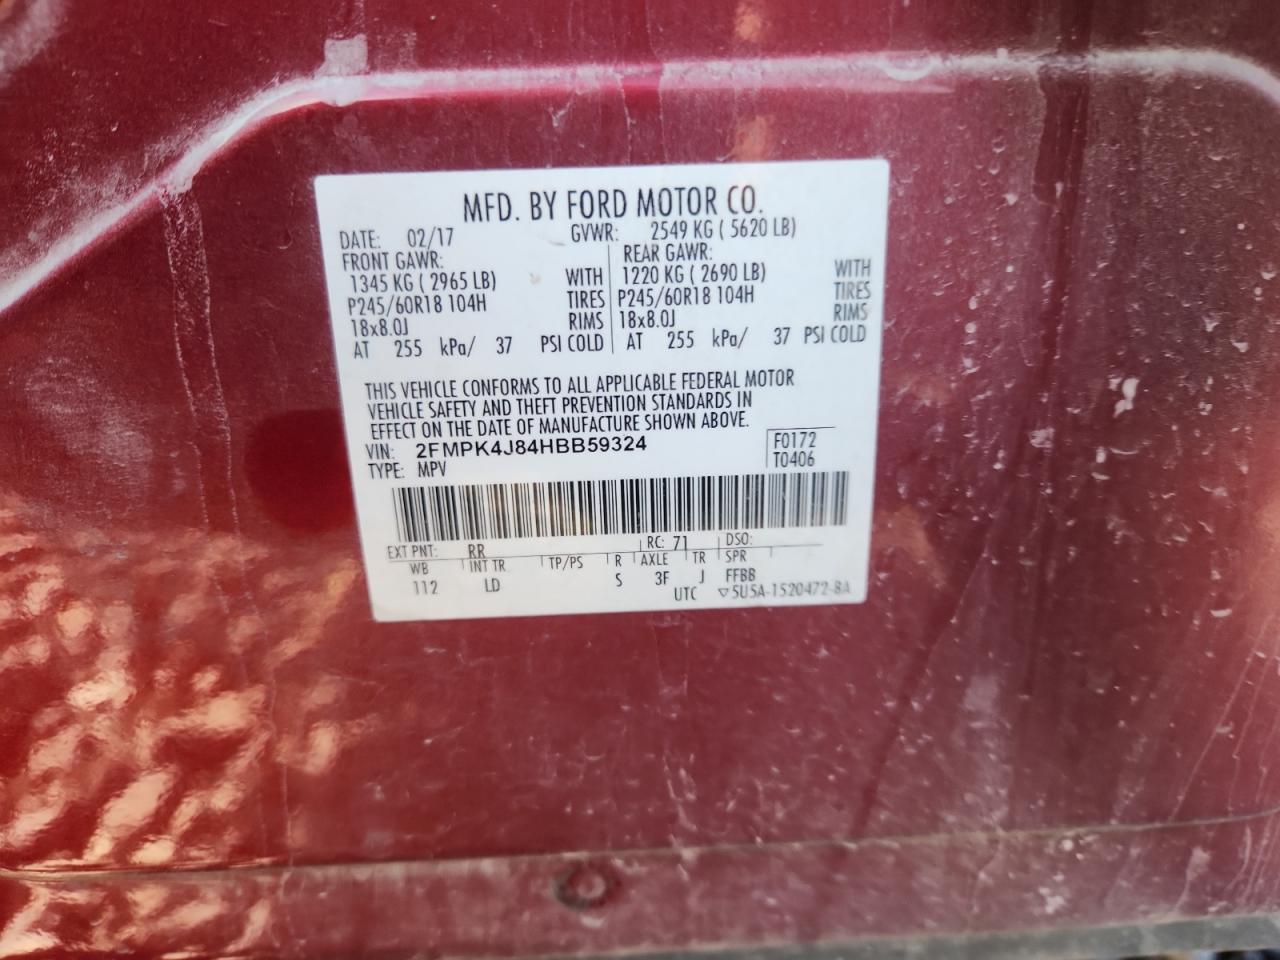 MFD. BY FORD MOTOR CO.
DATE: 02/17 GVWR: 2549 KG ( 5620 LB)
FRONT GAWR: REAR GAWR:
1345 KG ( 2965 LB) WITH 1220 KG ( 2690 LB) WITH
P245/60R18 104H TIRES P245/60R18 104H TIRES
18x8.0J RIMS 18x8.0J RIMS
AT 255 kPa/ 37 PSI COLD AT 255 kPa/ 37 PSI COLD
THIS VEHICLE CONFORMS TO ALL APPLICABLE FEDERAL MOTOR
VEHICLE SAFETY AND THEFT PREVENTION STANDARDS IN
EFFECT ON THE DATE OF MANUFACTURE SHOWN ABOVE.
VIN: 2FMPK4J84HBB59324 F0172
TYPE: MPV T0406
EXT PNT: RR RC: 71 DSO:
WB INT TR TP/PS R AXLE TR SPR
112 LD S 3F J FFBB
UTC ▽5U5A-1520472-BA